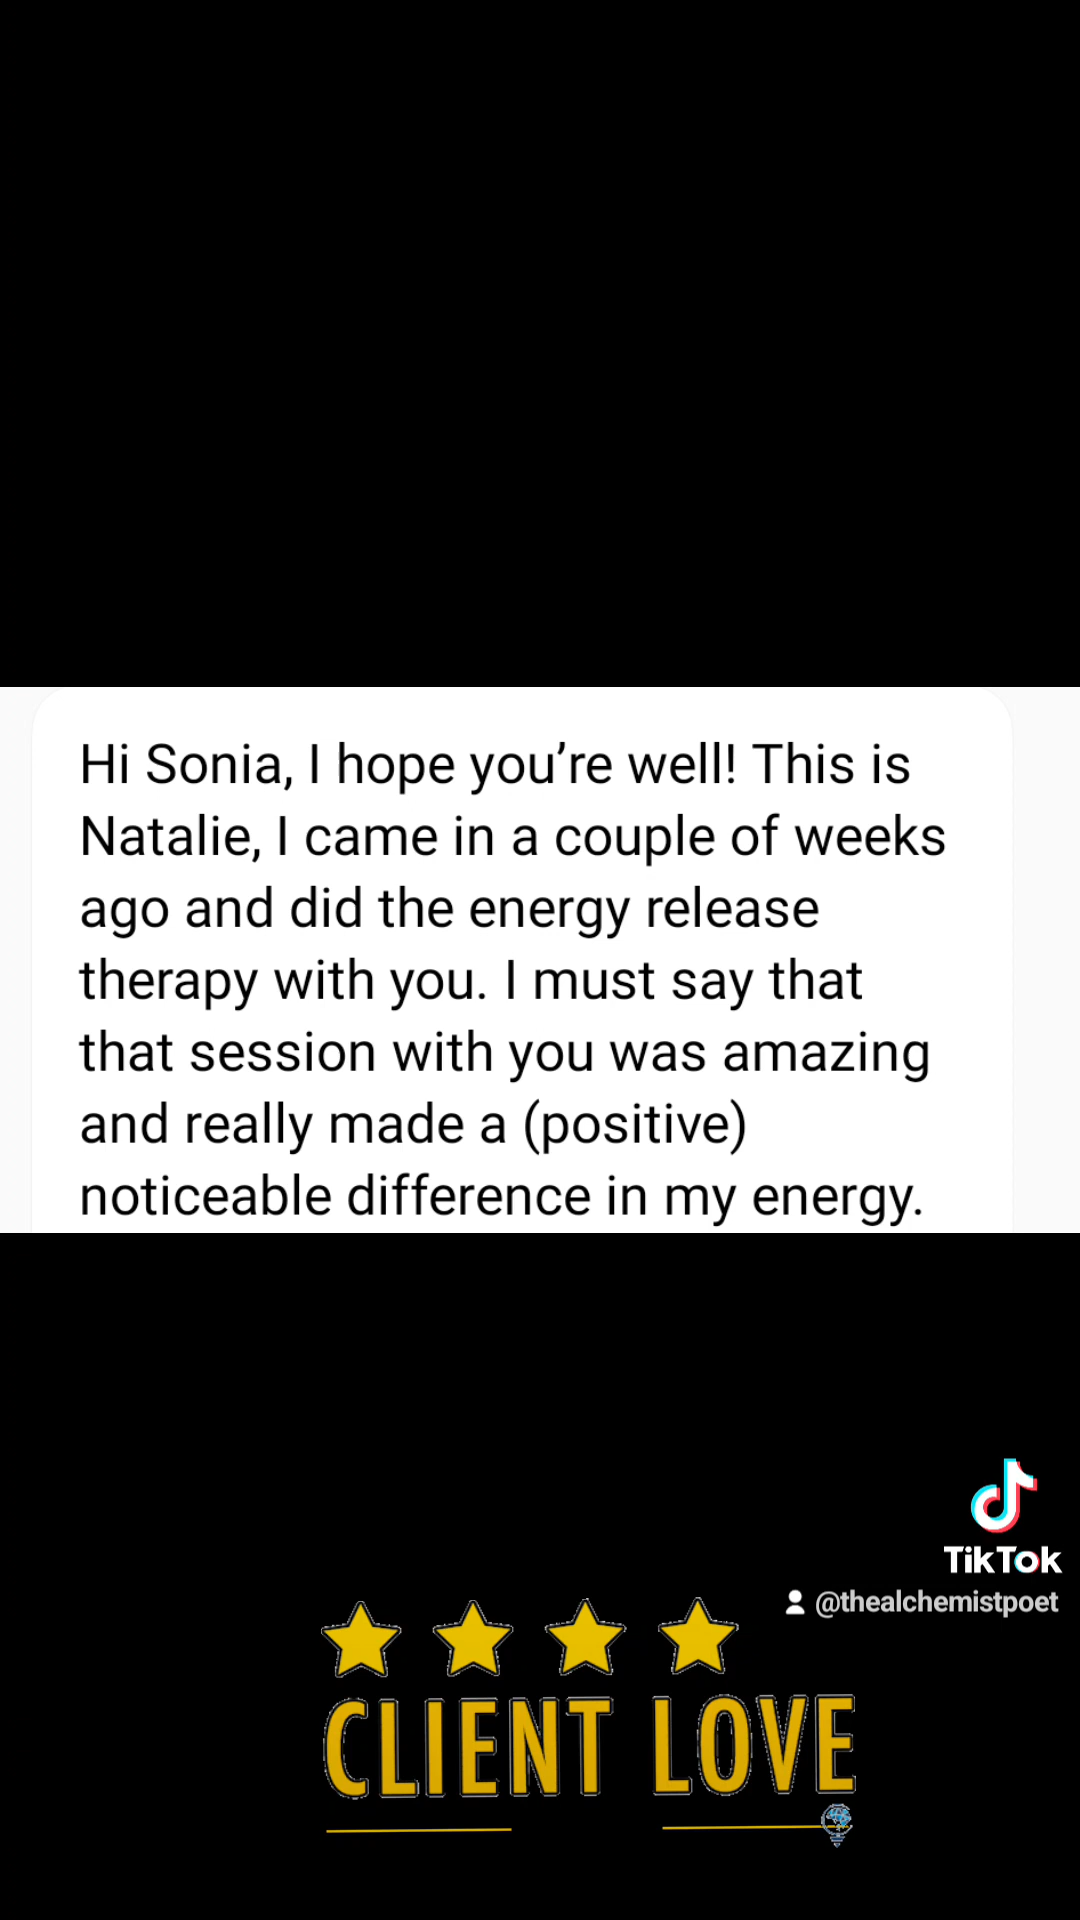 Hi Sonia, I hope you’re well! This is
Natalie, I came in a couple of weeks
ago and did the energy release
therapy with you. I must say that
that session with you was amazing
and really made a (positive)
noticeable difference in my energy.
TikTok
@thealchemistpoet
CLIENT LOVE